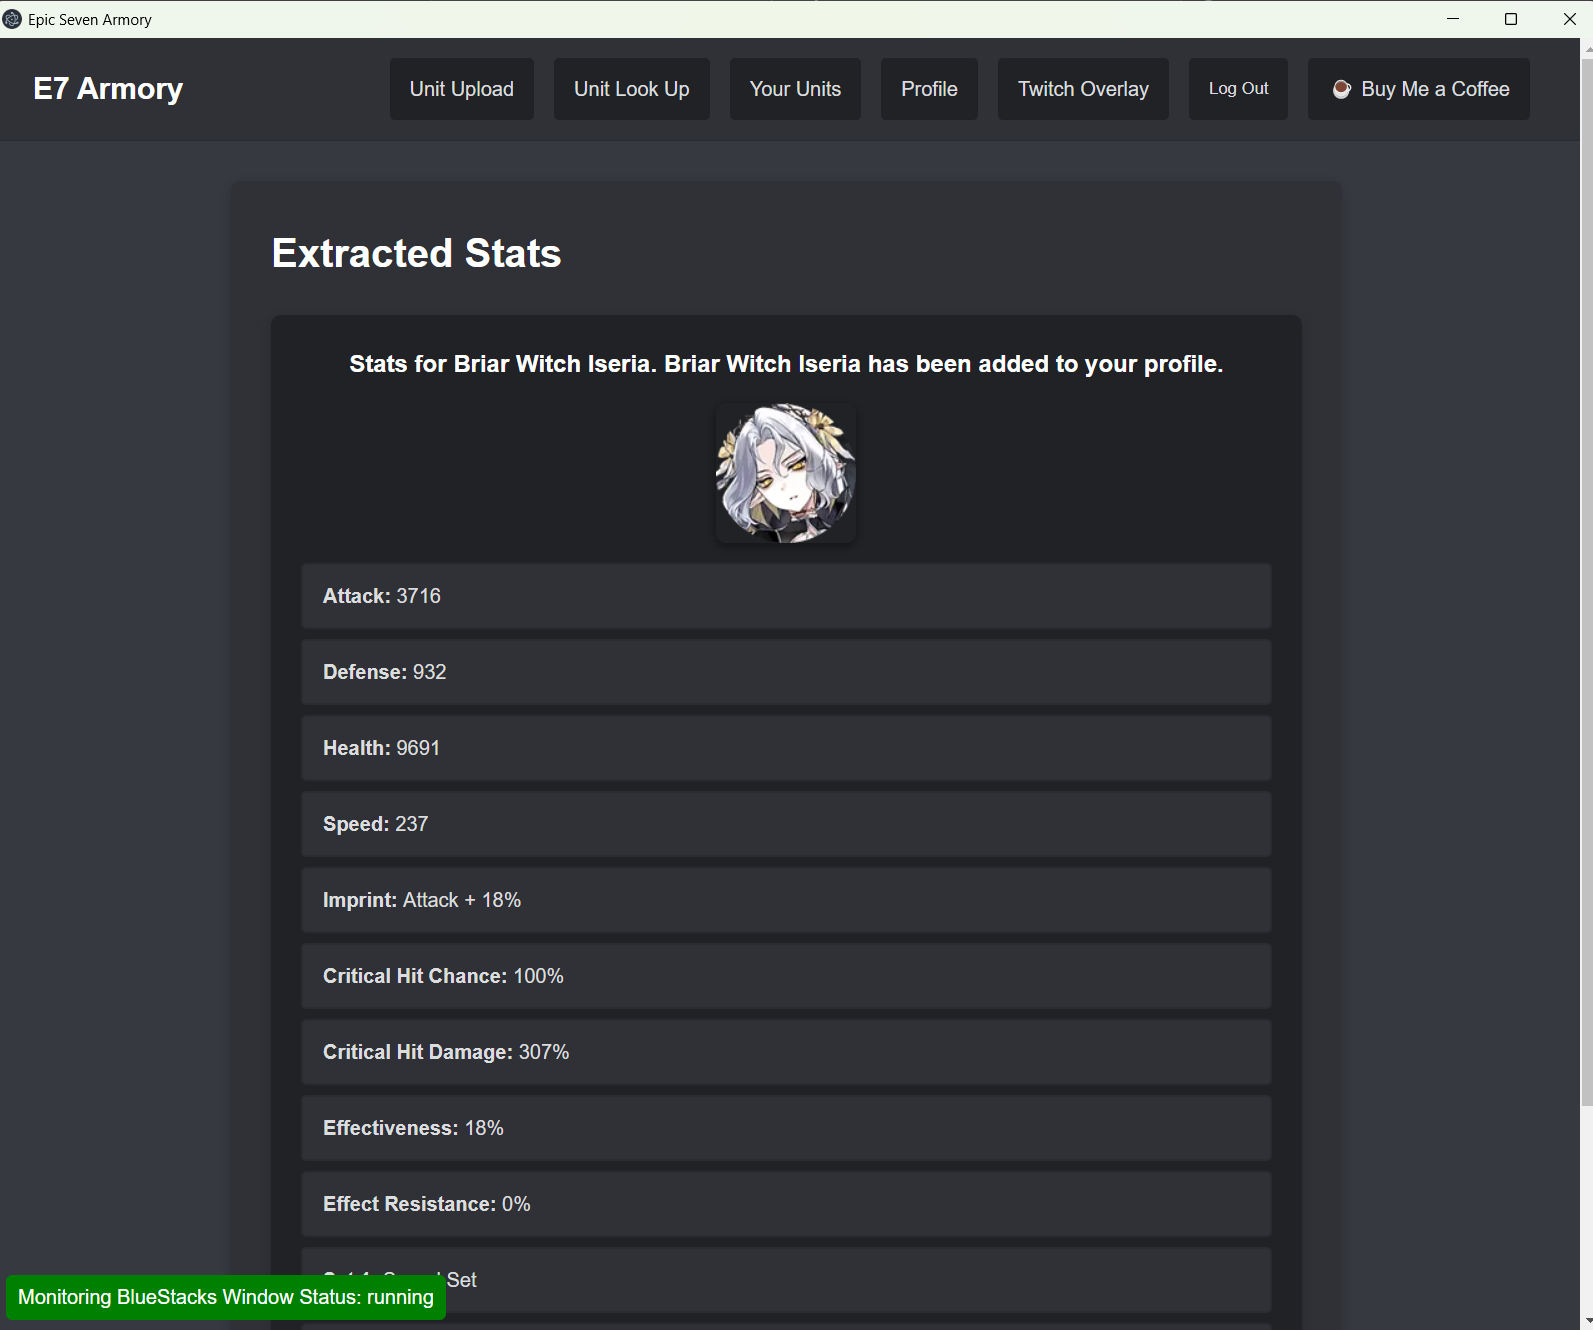 Epic Seven Armory
E7 Armory
Unit Upload
Unit Look Up
Your Units
Profile
Twitch Overlay
Log Out
Buy Me a Coffee
Extracted Stats
Stats for Briar Witch Iseria. Briar Witch Iseria has been added to your profile.
Attack: 3716
Defense: 932
Health: 9691
Speed: 237
Imprint: Attack + 18%
Critical Hit Chance: 100%
Critical Hit Damage: 307%
Effectiveness: 18%
Effect Resistance: 0%
Set
Monitoring BlueStacks Window Status: running